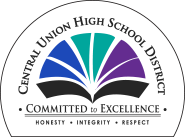 CENTRAL UNION HIGH SCHOOL DISTRICT
• COMMITTED to EXCELLENCE •
HONESTY • INTEGRITY • RESPECT